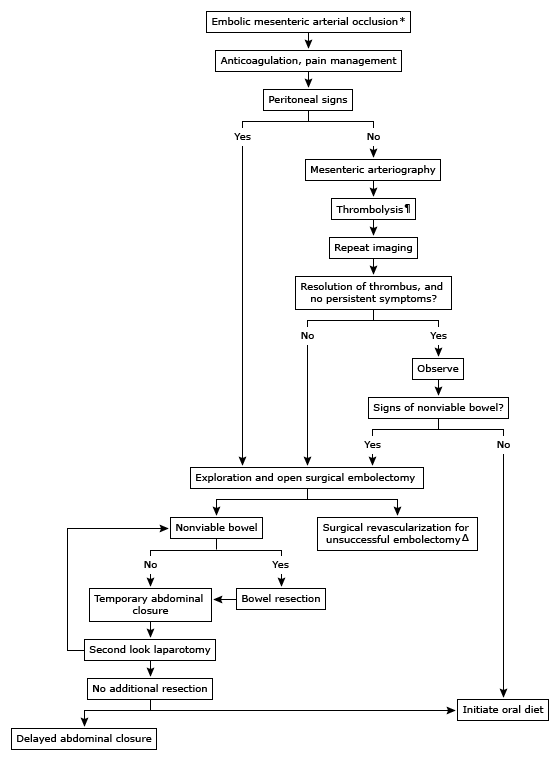 Embolic mesenteric arterial occlusion*
Anticoagulation, pain management
Peritoneal signs
Yes
No
Mesenteric arteriography
Thrombolysis¶
Repeat imaging
Resolution of thrombus, and
no persistent symptoms?
No
Yes
Observe
Signs of nonviable bowel?
Yes
No
Exploration and open surgical embolectomy
Nonviable bowel
Surgical revascularization for
unsuccessful embolectomyΔ
No
Yes
Temporary abdominal
closure
Bowel resection
Second look laparotomy
No additional resection
Initiate oral diet
Delayed abdominal closure